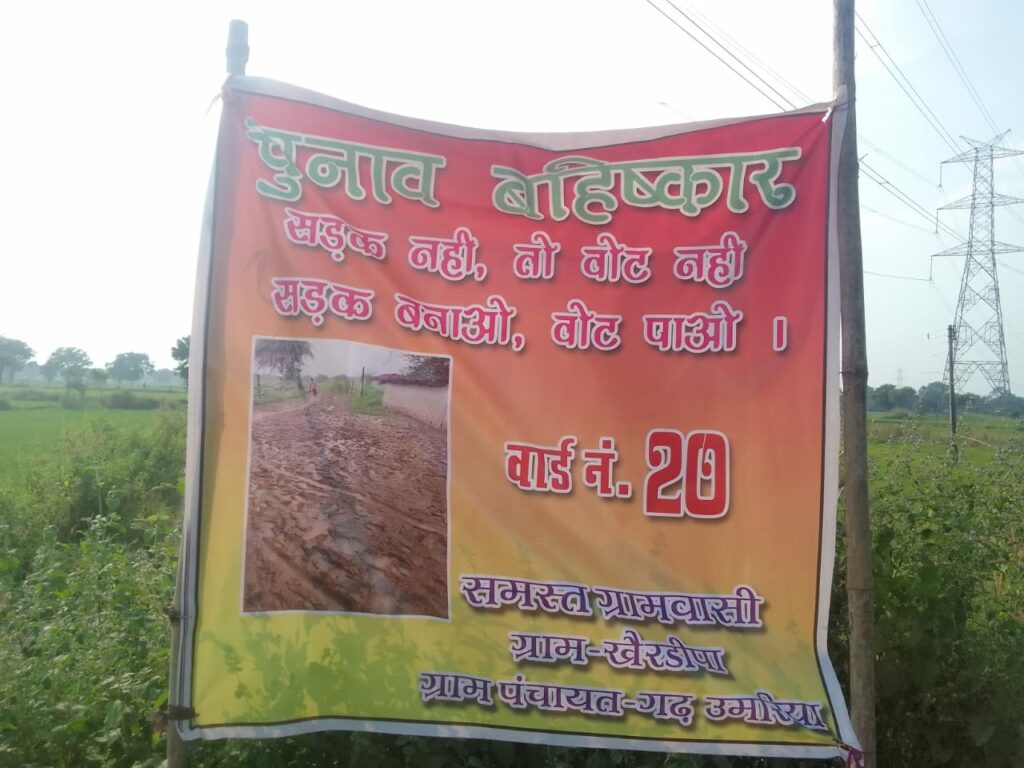 चुनाव बहिष्कार
सड़क नही, तो वोट नही
सड़क बनाओ, वोट पाओ ।
वार्ड नं. 20
समस्त ग्रामवासी
ग्राम-खैरडीपा
ग्राम पंचायत-गढ़ उमरिया